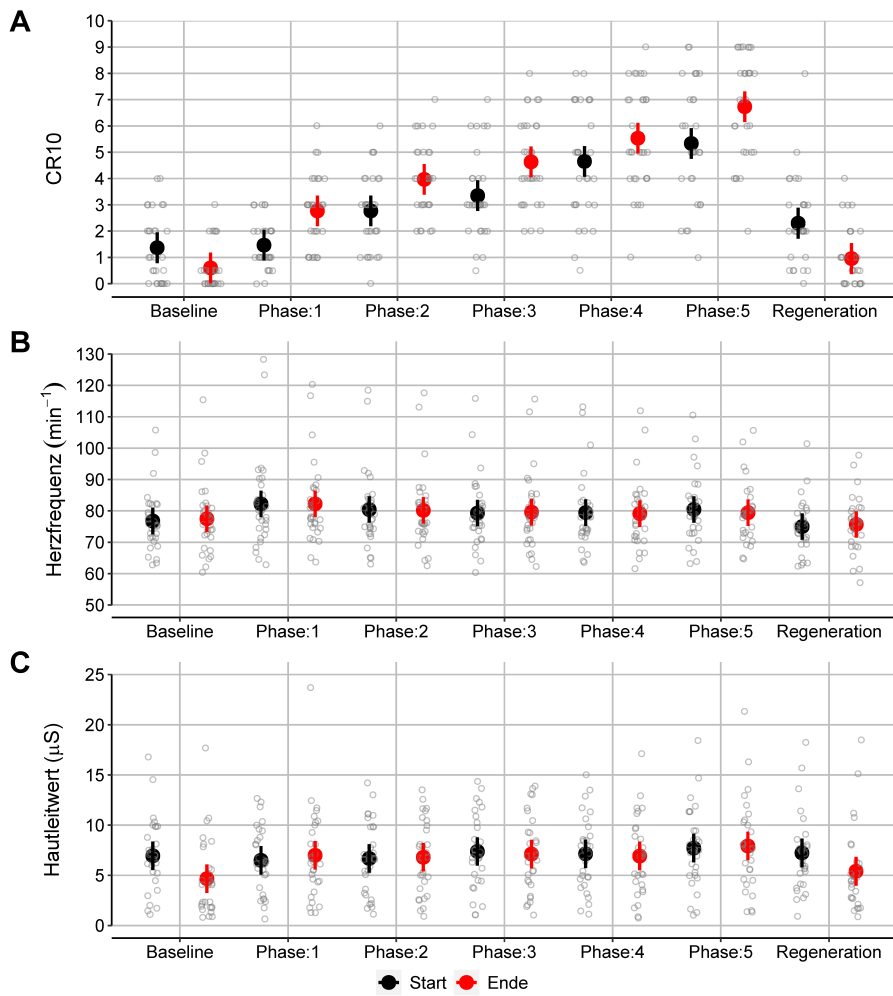 A
CR10
10
9
8
7
6
5
4
3
2
1
0
Baseline Phase:1 Phase:2 Phase:3 Phase:4 Phase:5 Regeneration
B
Herzfrequenz (min⁻¹)
130
120
110
100
90
80
70
60
50
Baseline Phase:1 Phase:2 Phase:3 Phase:4 Phase:5 Regeneration
C
Hautleitwert (μS)
25
20
15
10
5
0
Baseline Phase:1 Phase:2 Phase:3 Phase:4 Phase:5 Regeneration
Start Ende